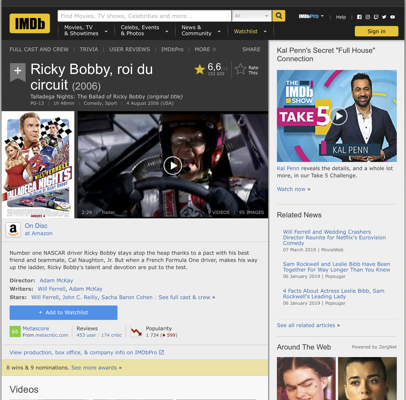 IMDb
Find Movies, TV shows, Celebrities and more...
All
IMDbPro
Help
Movies, TV & Showtimes
Celebs, Events & Photos
News & Community
Watchlist
Sign in
FULL CAST AND CREW | TRIVIA | USER REVIEWS | IMDbPro | MORE
SHARE
Ricky Bobby, roi du
circuit (2006)
Talladega Nights: The Ballad of Ricky Bobby (original title)
PG-13 | 1h 48min | Comedy, Sport | 4 August 2006 (USA)
6,6
Rate
This
WILL FERRELL
TALLADEGA NIGHTS
2:29
Trailer
7 VIDEOS
95 IMAGES
On Disc
at Amazon
Number one NASCAR driver Ricky Bobby stays atop the heap thanks to a pact with his best
friend and teammate, Cal Naughton, Jr. But when a French Formula One driver, makes his way
up the ladder, Ricky Bobby's talent and devotion are put to the test.
Director: Adam McKay
Writers: Will Ferrell, Adam McKay
Stars: Will Ferrell, John C. Reilly, Sacha Baron Cohen | See full cast & crew »
+ Add to Watchlist
66
Metascore
From metacritic.com
Reviews
453 user | 174 critic
Popularity
1 734 (599)
View production, box office, & company info on IMDbPro
8 wins & 9 nominations. See more awards »
Videos
Kal Penn's Secret "Full House"
Connection
THE
IMDb
SHOW
TAKE 5
KAL PENN
Kal Penn reveals the details, and a whole lot
more, in our Take 5 Challenge.
Watch now »
Related News
Will Ferrell and Wedding Crashers
Director Reunite for Netflix's Eurovision
Comedy
07 March 2019 | MovieWeb
Sam Rockwell and Leslie Bibb Have Been
Together For Way Longer Than You Knew
06 January 2019 | Popsugar
4 Facts About Actress Leslie Bibb, Sam
Rockwell's Leading Lady
06 January 2019 | Popsugar
See all related articles »
Around The Web
Powered by ZergNet